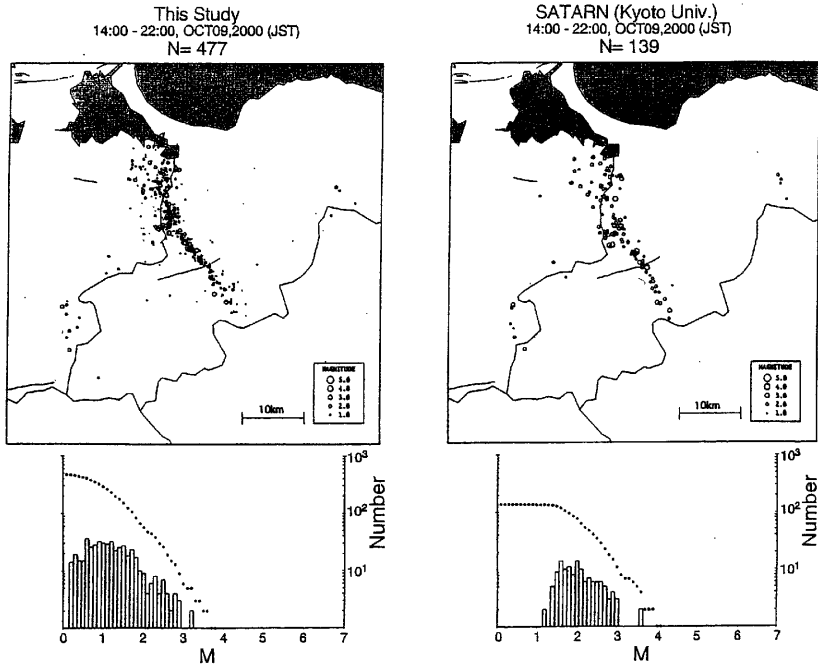 This Study
14:00 - 22:00, OCT09,2000 (JST)
N= 477
MAGNITUDE
5.0
4.0
3.0
2.0
1.0
10km
10³
10²
10¹
Number
0 1 2 3 4 5 6 7
M
SATARN (Kyoto Univ.)
14:00 - 22:00, OCT09,2000 (JST)
N= 139
MAGNITUDE
5.0
4.0
3.0
2.0
1.0
10km
10³
10²
10¹
Number
0 1 2 3 4 5 6 7
M